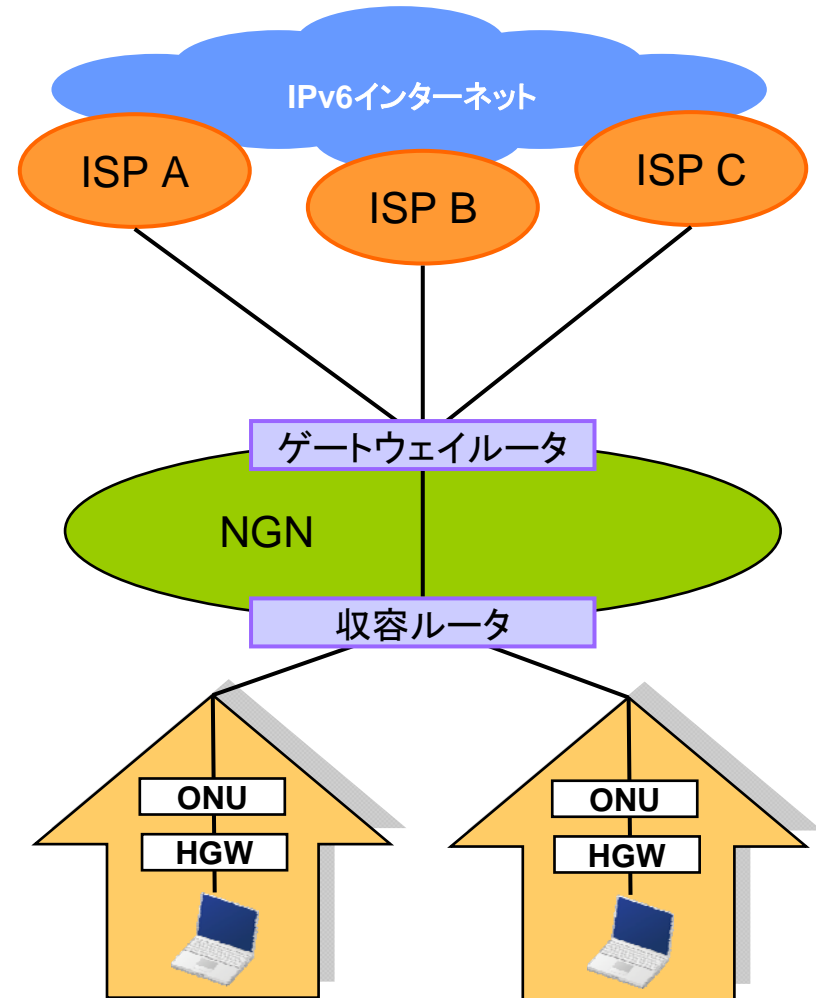 IPv6インターネット
ISP A
ISP B
ISP C
ゲートウェイルータ
NGN
収容ルータ
ONU
HGW
ONU
HGW